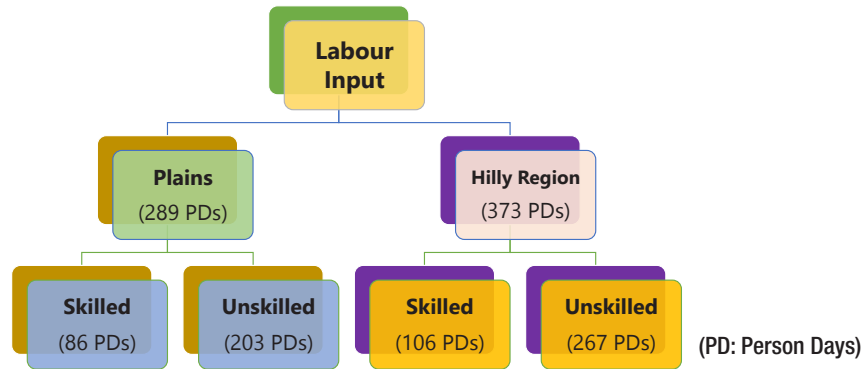 Labour
Input
Plains
(289 PDs)
Hilly Region
(373 PDs)
Skilled
(86 PDs)
Unskilled
(203 PDs)
Skilled
(106 PDs)
Unskilled
(267 PDs)
(PD: Person Days)